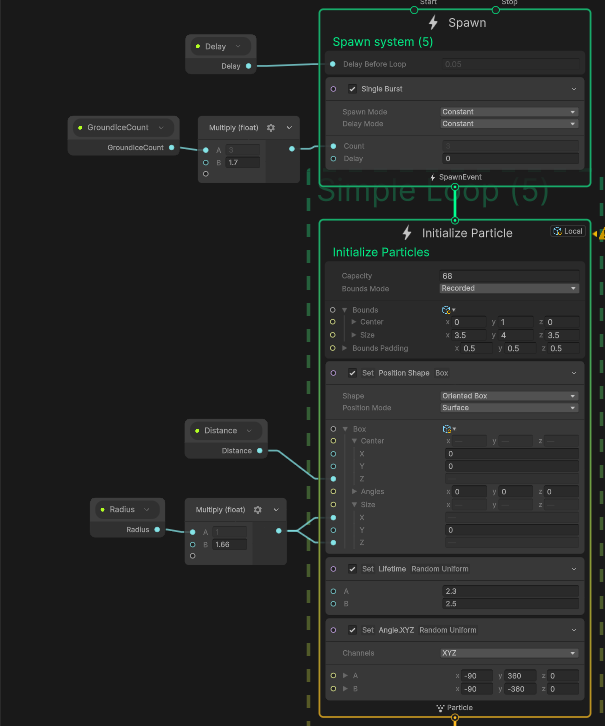 Start Stop
Spawn
Spawn system (5)
Delay
Delay
Delay Before Loop 0.05
Single Burst
Spawn Mode Constant
Delay Mode Constant
GroundIceCount
GroundIceCount
Multiply (float)
A 3
B 1.7
Count 3
Delay 0
SpawnEvent
Simple Loop (5)
Initialize Particle
Local
Initialize Particles
Capacity 68
Bounds Mode Recorded
Bounds
Center x 0 y 1 z 0
Size x 3.5 y 4 z 3.5
Bounds Padding x 0.5 y 0.5 z 0.5
Set Position Shape Box
Shape Oriented Box
Position Mode Surface
Distance
Distance
Box
Center x — y — z —
X 0
Y 0
Z
Angles x 0 y 0 z 0
Size x — y — z —
X
Y 0
Z
Radius
Radius
Multiply (float)
A 1
B 1.66
Set Lifetime Random Uniform
A 2.3
B 2.5
Set Angle.XYZ Random Uniform
Channels XYZ
A x -90 y 360 z 0
B x -90 y -360 z 0
Particle